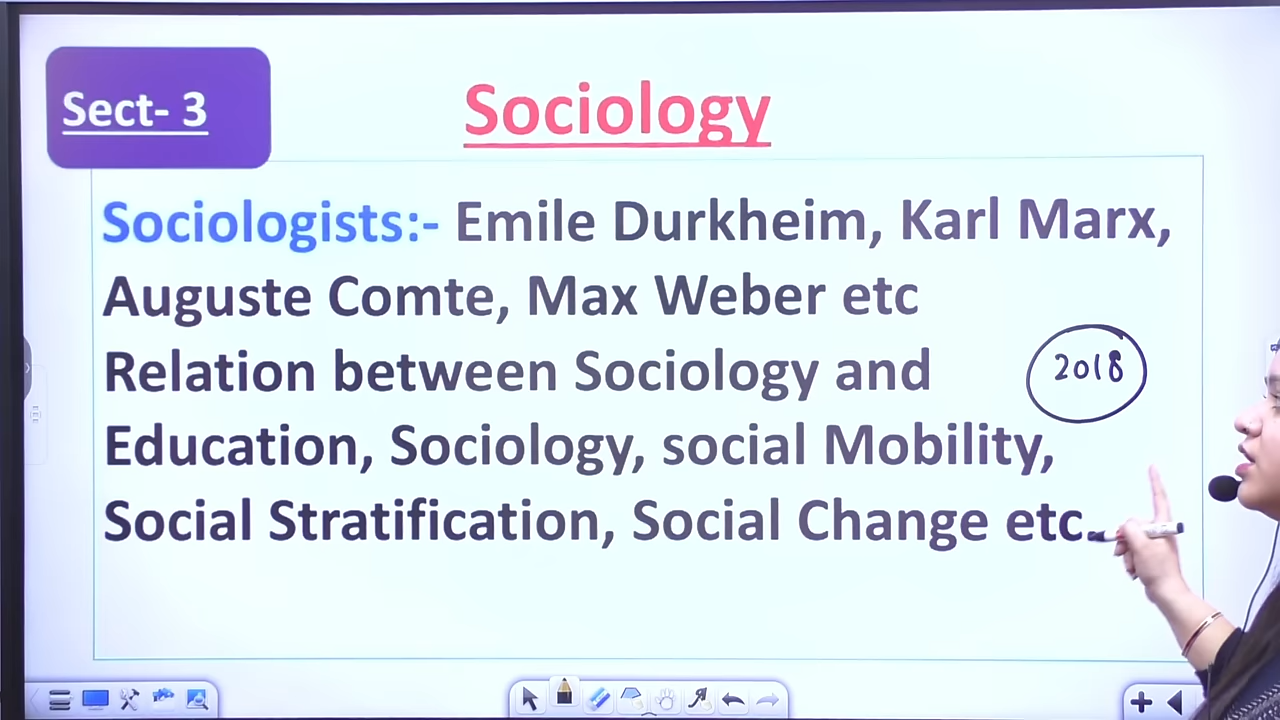 Sect- 3
Sociology
Sociologists:- Emile Durkheim, Karl Marx,
Auguste Comte, Max Weber etc
Relation between Sociology and
2018
Education, Sociology, social Mobility,
Social Stratification, Social Change etc.